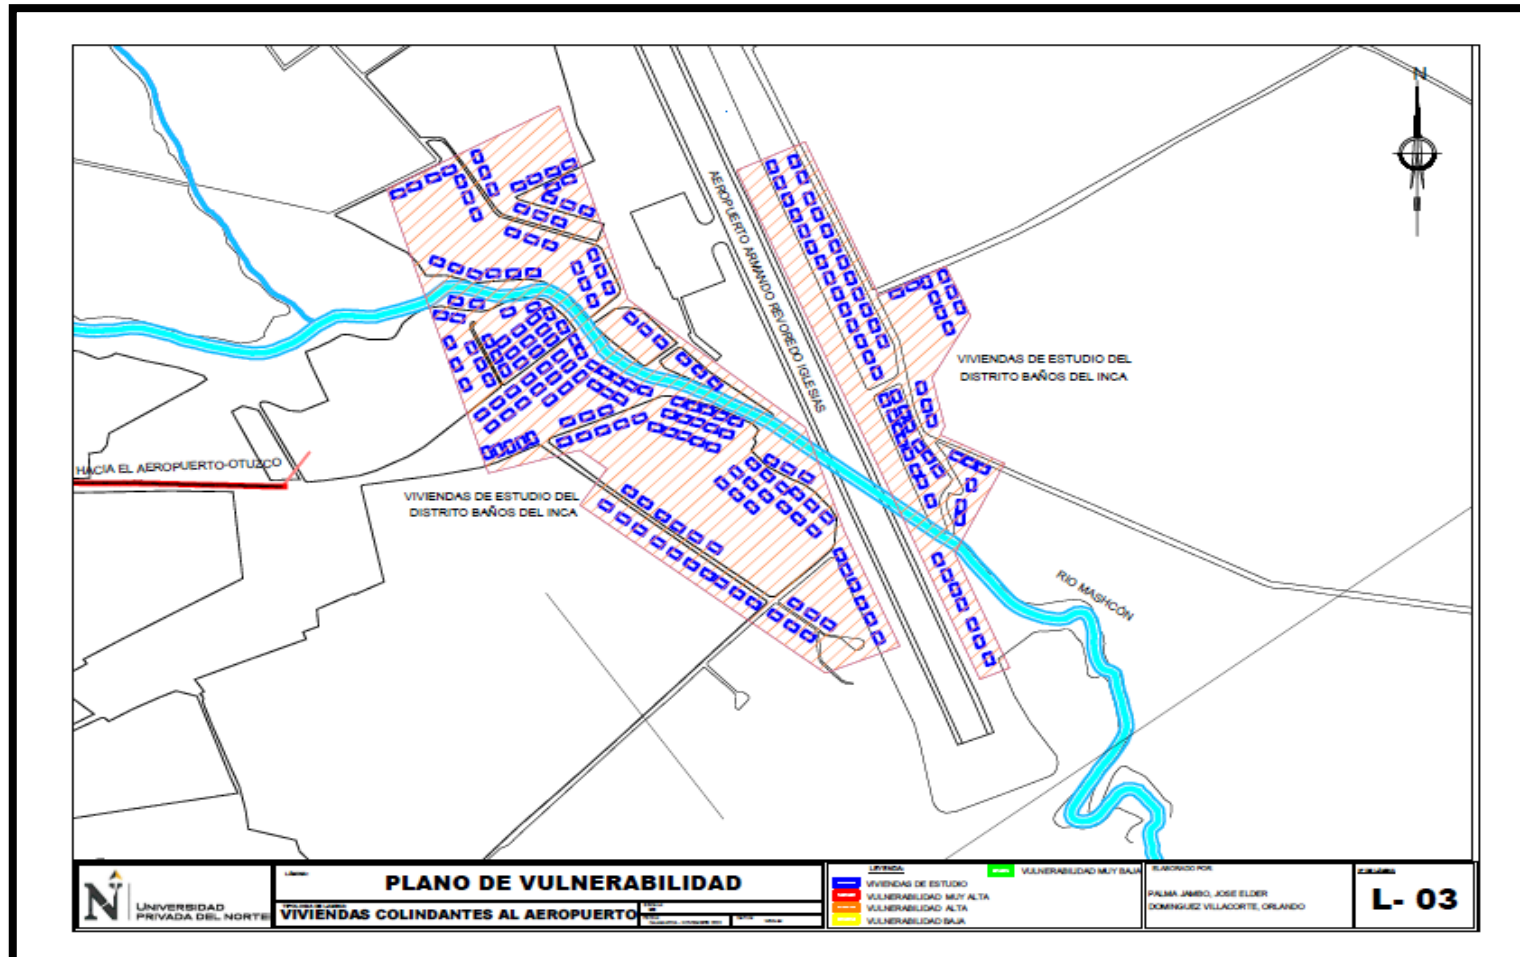 N
AEROPUERTO ARMANDO REVOREDO IGLESIAS
VIVIENDAS DE ESTUDIO DEL
DISTRITO BAÑOS DEL INCA
HACIA EL AEROPUERTO-OTUZCO
VIVIENDAS DE ESTUDIO DEL
DISTRITO BAÑOS DEL INCA
RIO MASHCÓN
N
UNIVERSIDAD
PRIVADA DEL NORTE
PLANO DE VULNERABILIDAD
VIVIENDAS COLINDANTES AL AEROPUERTO
LEYENDA:
VIVIENDAS DE ESTUDIO
VULNERABILIDAD MUY ALTA
VULNERABILIDAD ALTA
VULNERABILIDAD BAJA
VULNERABILIDAD MUY BAJA
ELABORADO POR:
PALMA JAMBO, JOSE ELDER
DOMINGUEZ VILLACORTE, ORLANDO
L- 03